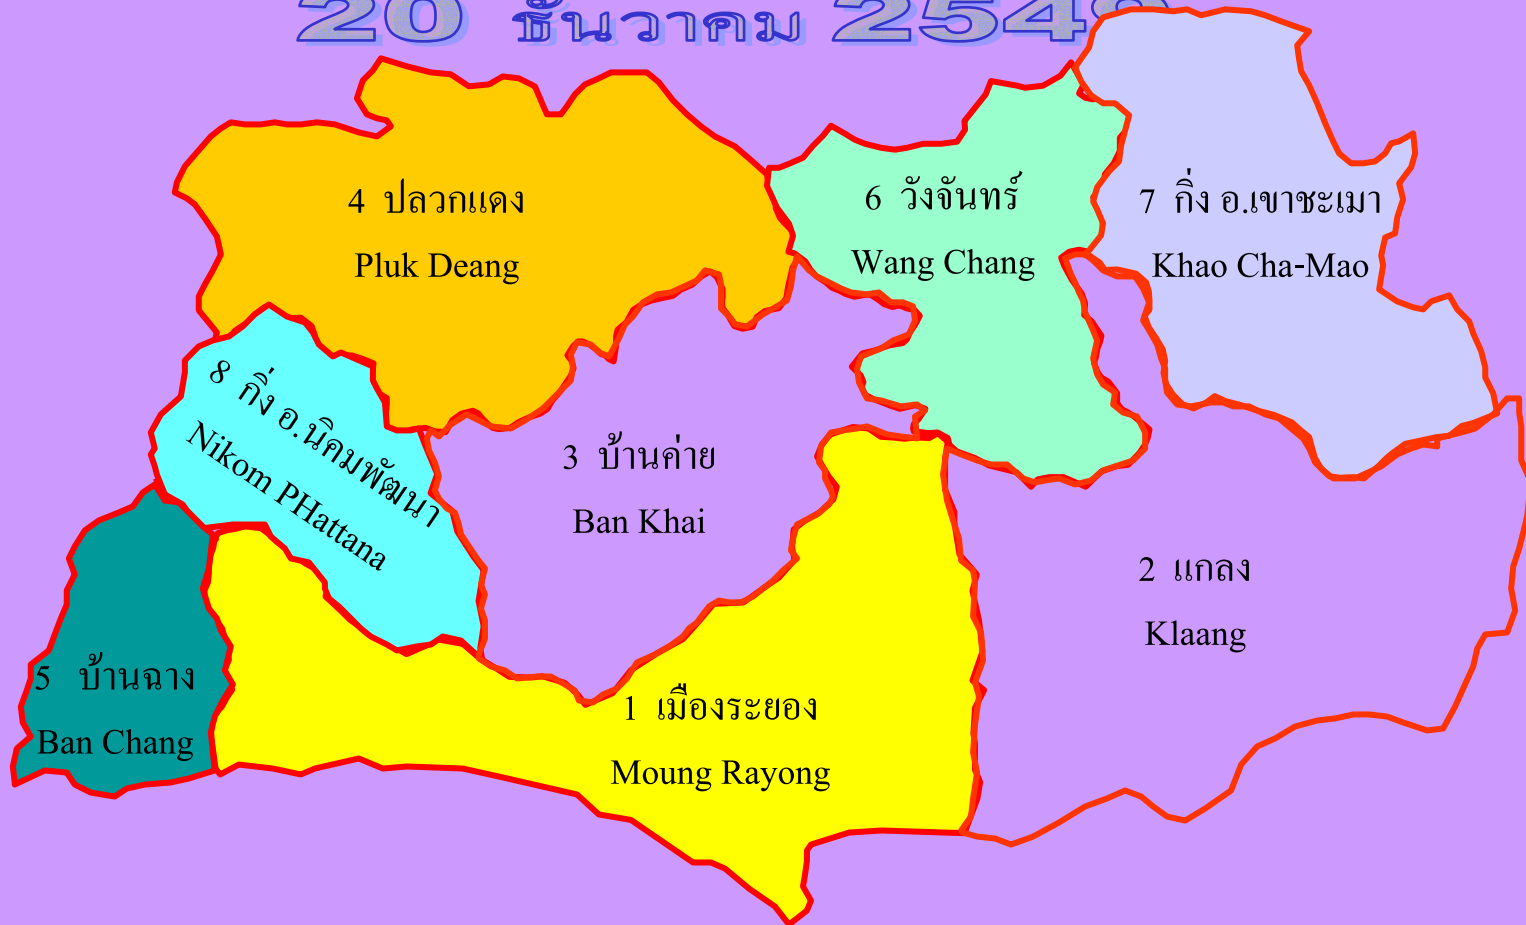 20 ธันวาคม
4 ปลวกแดง
Pluk Deang
6 วังจันทร์
Wang Chang
7 กิ่ง อ.เขาชะเมา
Khao Cha-Mao
8 กิ่ง อ.นิคมพัฒนา
Nikom PHattana
3 บ้านค่าย
Ban Khai
2 แกลง
Klaang
5 บ้านฉาง
Ban Chang
1 เมืองระยอง
Moung Rayong